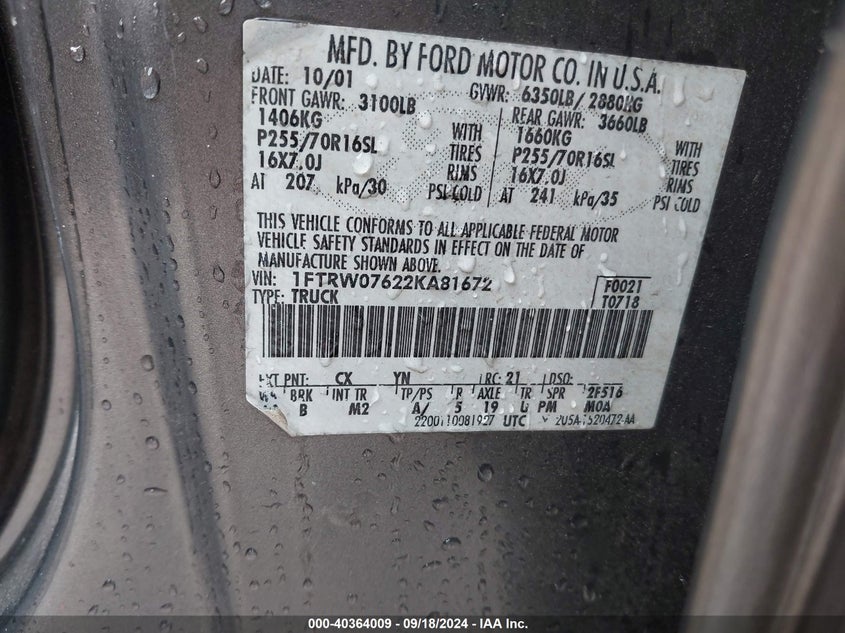 MFD. BY FORD MOTOR CO. IN U.S.A.
DATE: 10/01 GVWR: 6350LB/ 2880KG
FRONT GAWR: 3100LB REAR GAWR: 3660LB
1406KG WITH 1660KG WITH
P255/70R16SL TIRES P255/70R16SL TIRES
16X7.0J RIMS 16X7.0J RIMS
AT 207 kPa/30 PSI COLD AT 241 kPa/35 PSI COLD
THIS VEHICLE CONFORMS TO ALL APPLICABLE FEDERAL MOTOR
VEHICLE SAFETY STANDARDS IN EFFECT ON THE DATE OF
MANUFACTURE SHOWN ABOVE.
VIN: 1FTRW07622KA81672 F0021
TYPE: TRUCK T0718
EXT PNT: CX YN RC: 21 DSO:
WB BRK INT TR TP/PS R AXLE TR SPR 2F516
B M2 5 19 U PM M0A
UTC
000-40364009 - 09/18/2024 - IAA Inc.